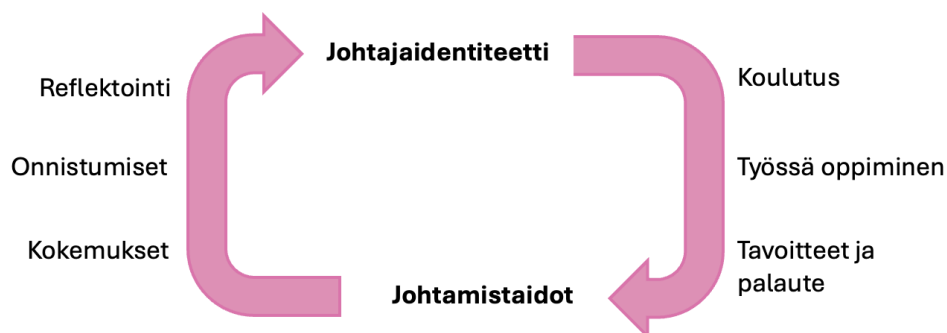 Johtajaidentiteetti
Koulutus
Työssä oppiminen
Tavoitteet ja
palaute
Johtamistaidot
Kokemukset
Onnistumiset
Reflektointi